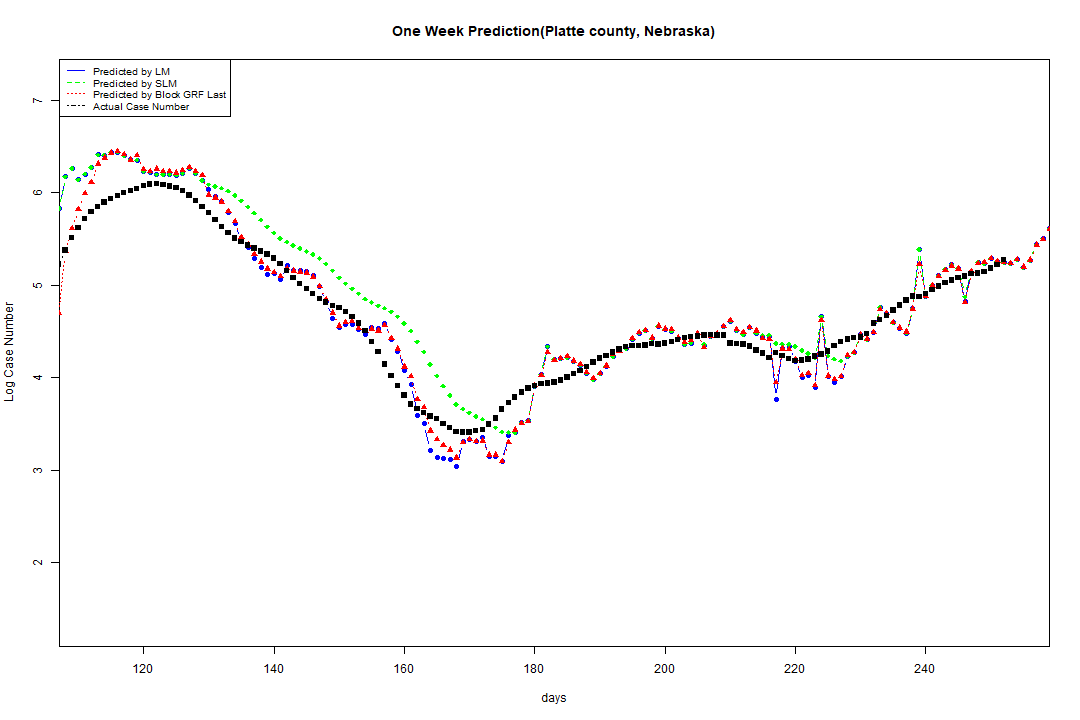 One Week Prediction(Platte county, Nebraska)
Predicted by LM
Predicted by SLM
Predicted by Block GRF Last
Actual Case Number
7
6
5
4
3
2
Log Case Number
120 140 160 180 200 220 240
days